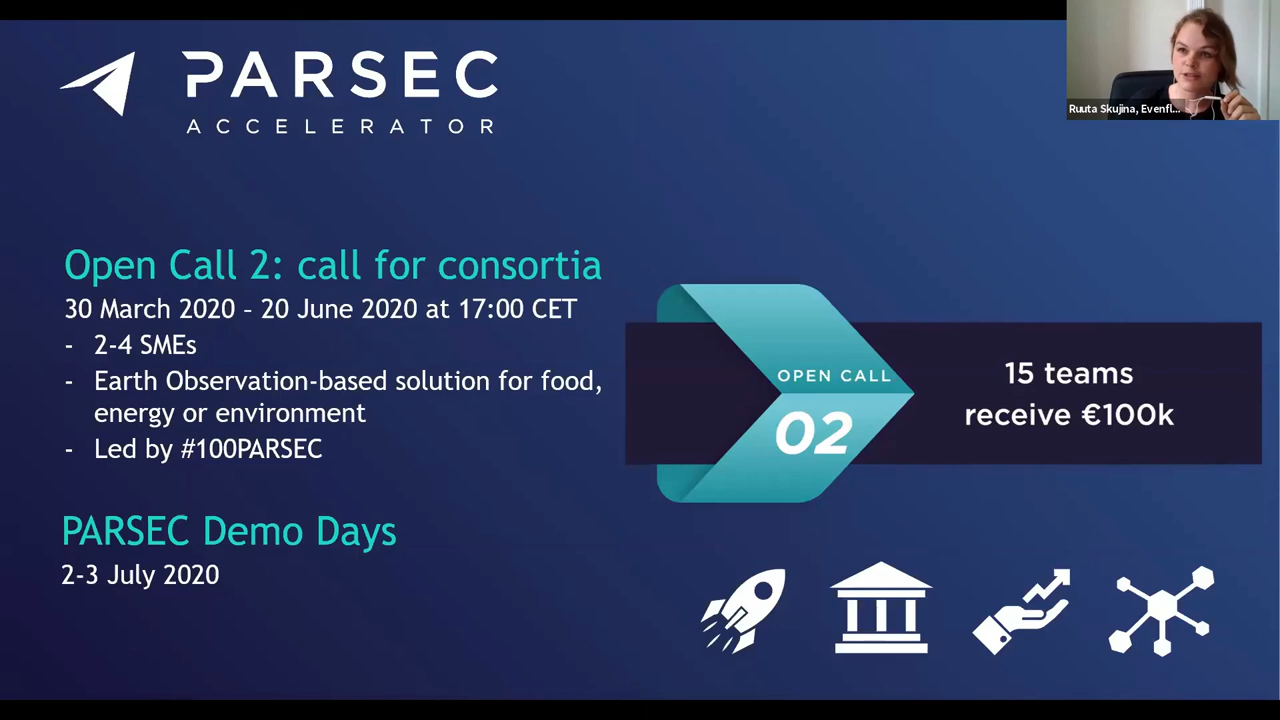 PARSEC
ACCELERATOR
Ruuta Skujina, Evenfl...
Open Call 2: call for consortia
30 March 2020 – 20 June 2020 at 17:00 CET
- 2-4 SMEs
- Earth Observation-based solution for food,
energy or environment
- Led by #100PARSEC
OPEN CALL
02
15 teams
receive €100k
PARSEC Demo Days
2-3 July 2020